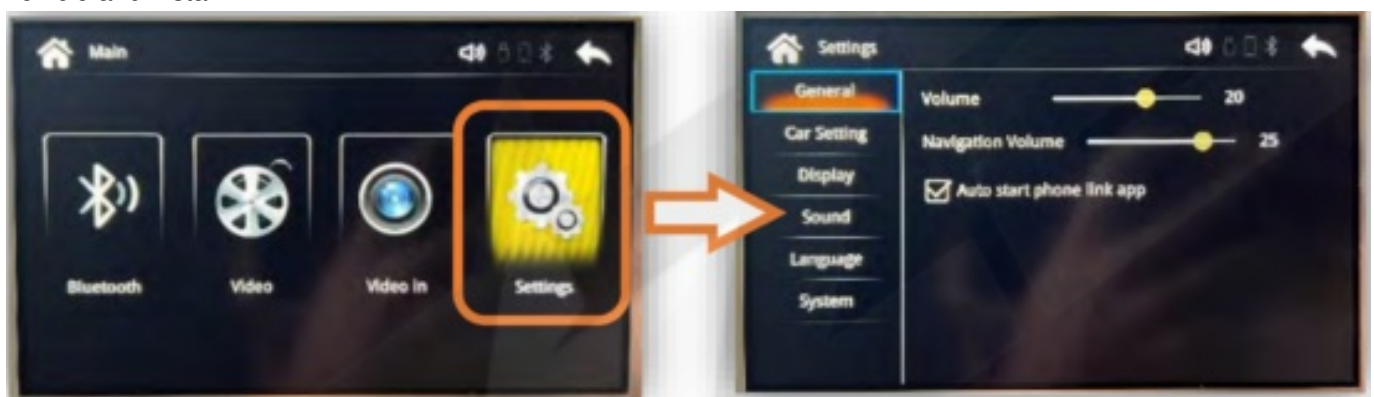 Main
Bluetooth
Video
Video in
Settings
Settings
General
Car Setting
Display
Sound
Language
System
Volume
20
Navigation Volume
25
Auto start phone link app